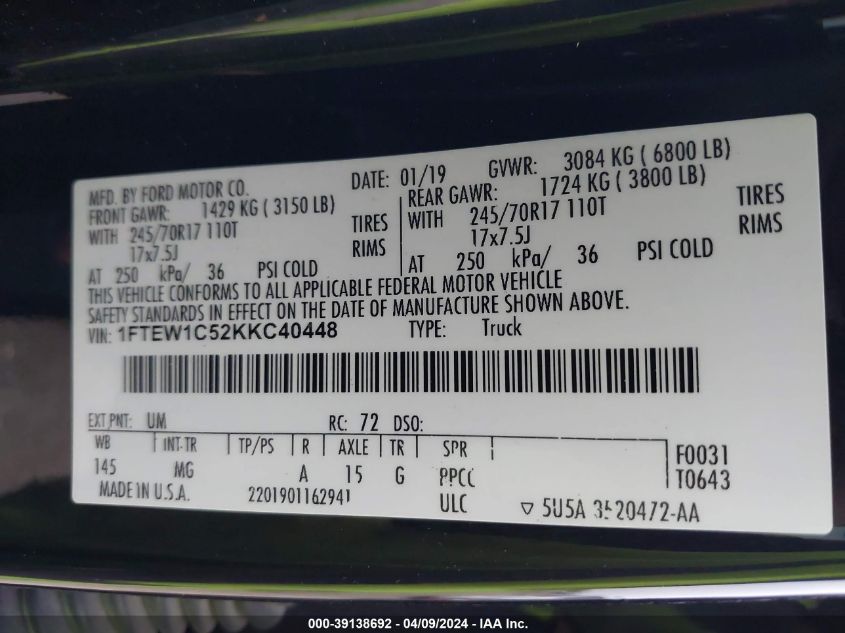 MFD. BY FORD MOTOR CO.
DATE: 01/19 GVWR: 3084 KG ( 6800 LB)
FRONT GAWR: 1429 KG ( 3150 LB)
REAR GAWR: 1724 KG ( 3800 LB)
WITH 245/70R17 110T TIRES
WITH 245/70R17 110T TIRES
17x7.5J RIMS
17x7.5J RIMS
AT 250 kPa/ 36 PSI COLD
AT 250 kPa/ 36 PSI COLD
THIS VEHICLE CONFORMS TO ALL APPLICABLE FEDERAL MOTOR VEHICLE
SAFETY STANDARDS IN EFFECT ON THE DATE OF MANUFACTURE SHOWN ABOVE.
VIN: 1FTEW1C52KKC40448 TYPE: Truck
EXT PNT: UM RC: 72 DSO:
WB INT TR TP/PS R AXLE TR SPR
F0031
145 MG A 15 G PPCC
T0643
MADE IN U.S.A. 2201901162941 ULC
5U5A 3520472-AA
000-39138692 - 04/09/2024 - IAA Inc.